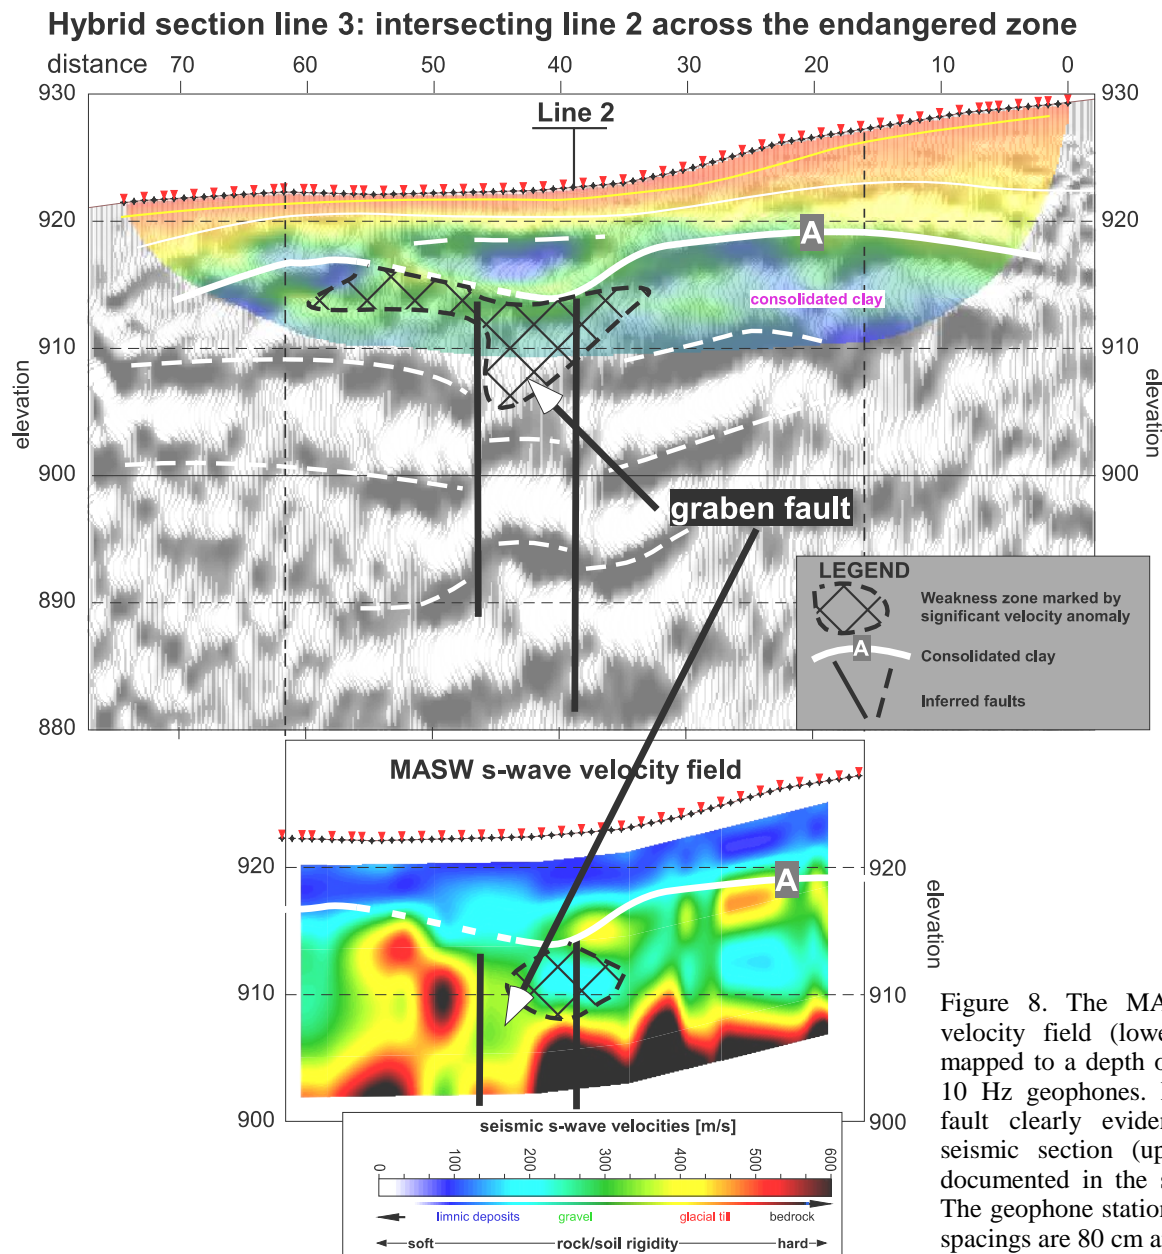 Hybrid section line 3: intersecting line 2 across the endangered zone
distance 70 60 50 40 30 20 10 0
930 930
Line 2
920 920
A
consolidated clay
910 910
elevation elevation
900 900
graben fault
890
LEGEND
Weakness zone marked by
significant velocity anomaly
A Consolidated clay
Inferred faults
880
MASW s-wave velocity field
920 920
A
elevation
910 910
900 900
seismic s-wave velocities [m/s]
0 100 200 300 400 500 600
limnic deposits gravel glacial till bedrock
soft rock/soil rigidity hard
Figure 8. The MA
velocity field (lowe
mapped to a depth o
10 Hz geophones.
fault clearly eviden
seismic section (up
documented in the s
The geophone station
spacings are 80 cm a